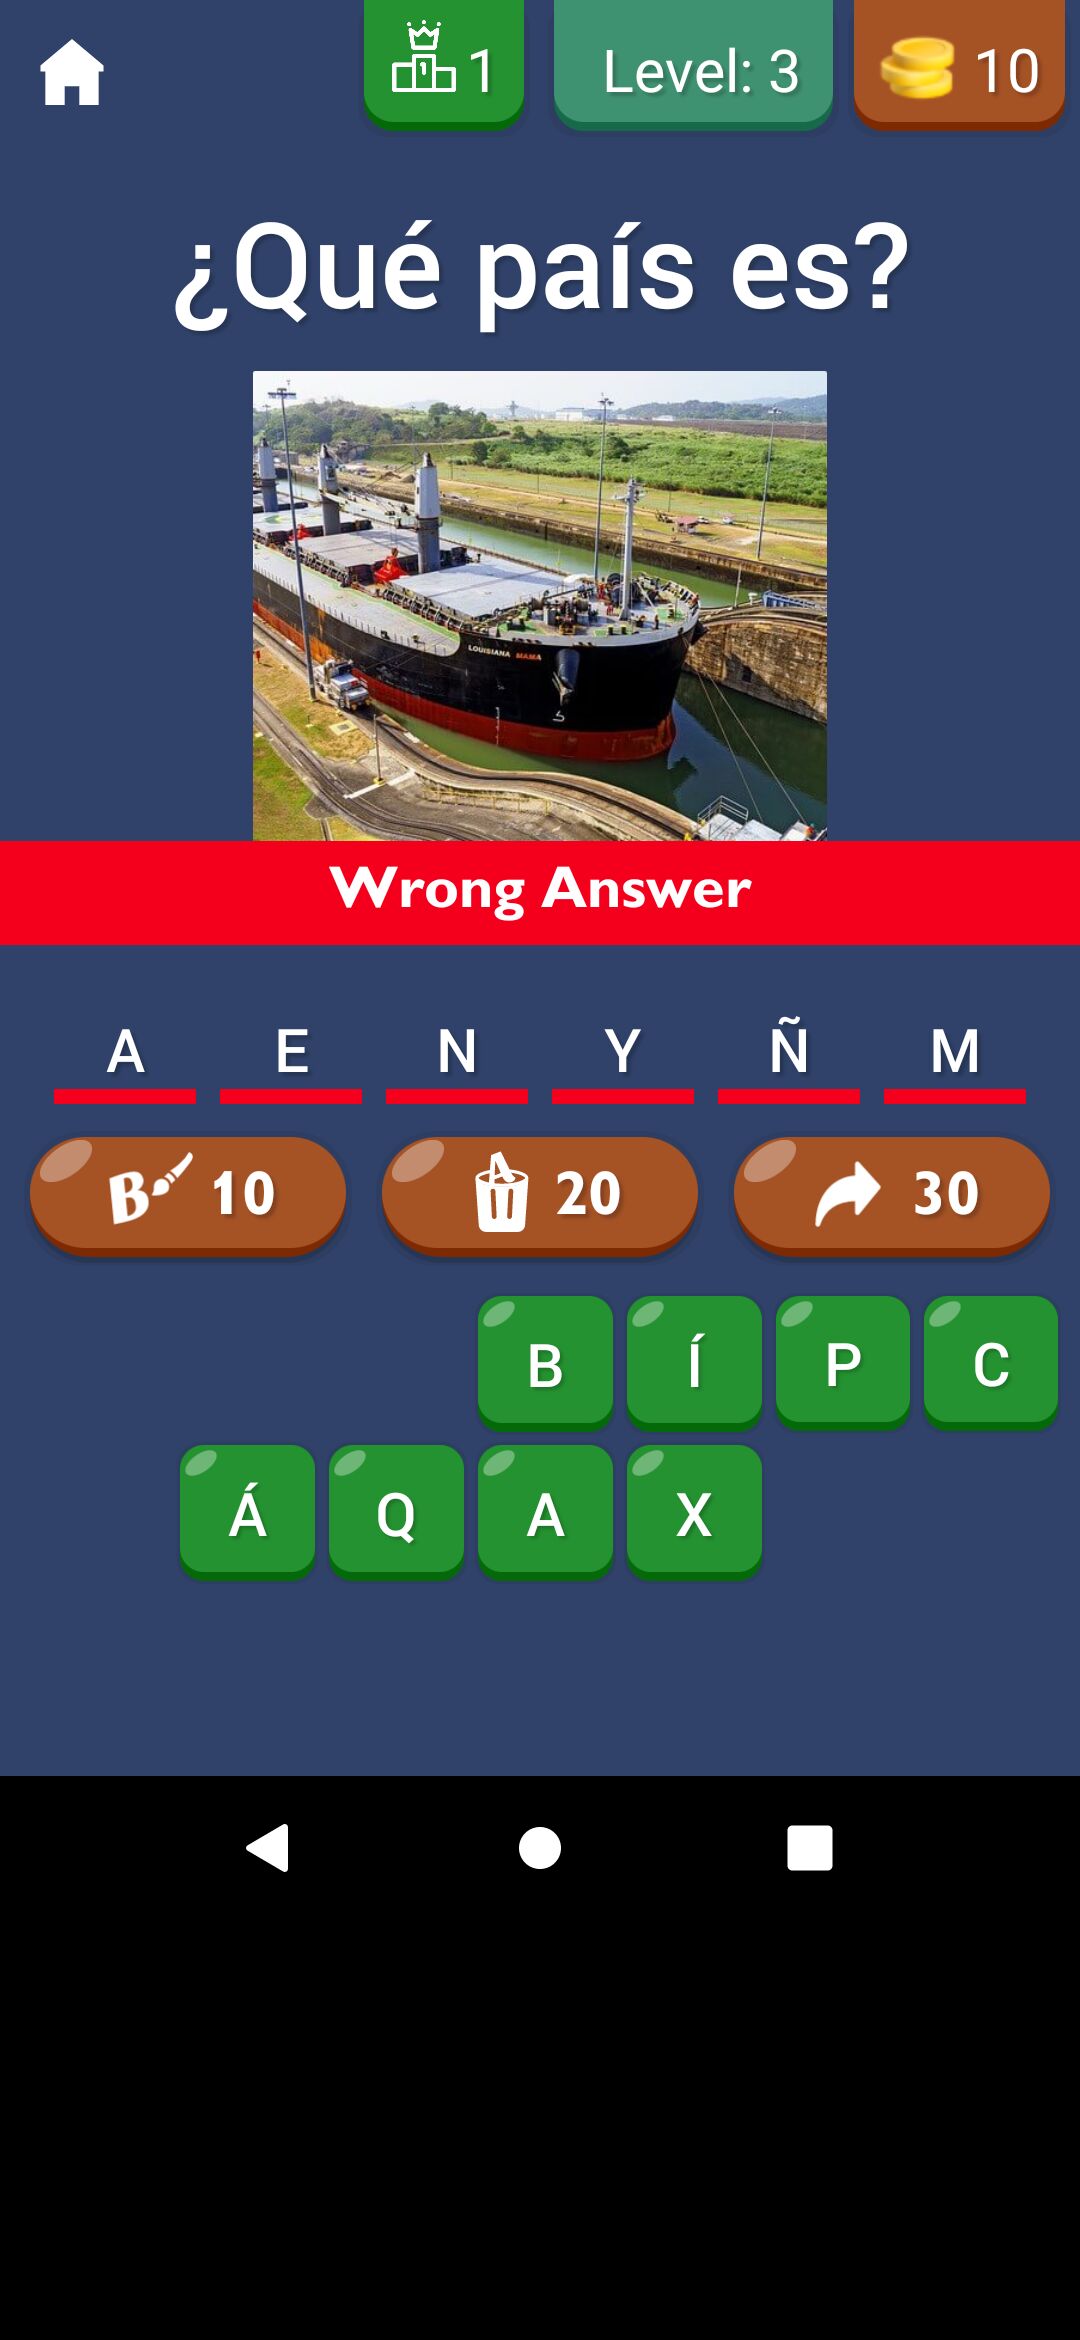 1
Level: 3
10
¿Qué país es?
LOUISIANA MAMA
Wrong Answer
A E N Y Ñ M
B 10
20
30
B Í P C
Á Q A X